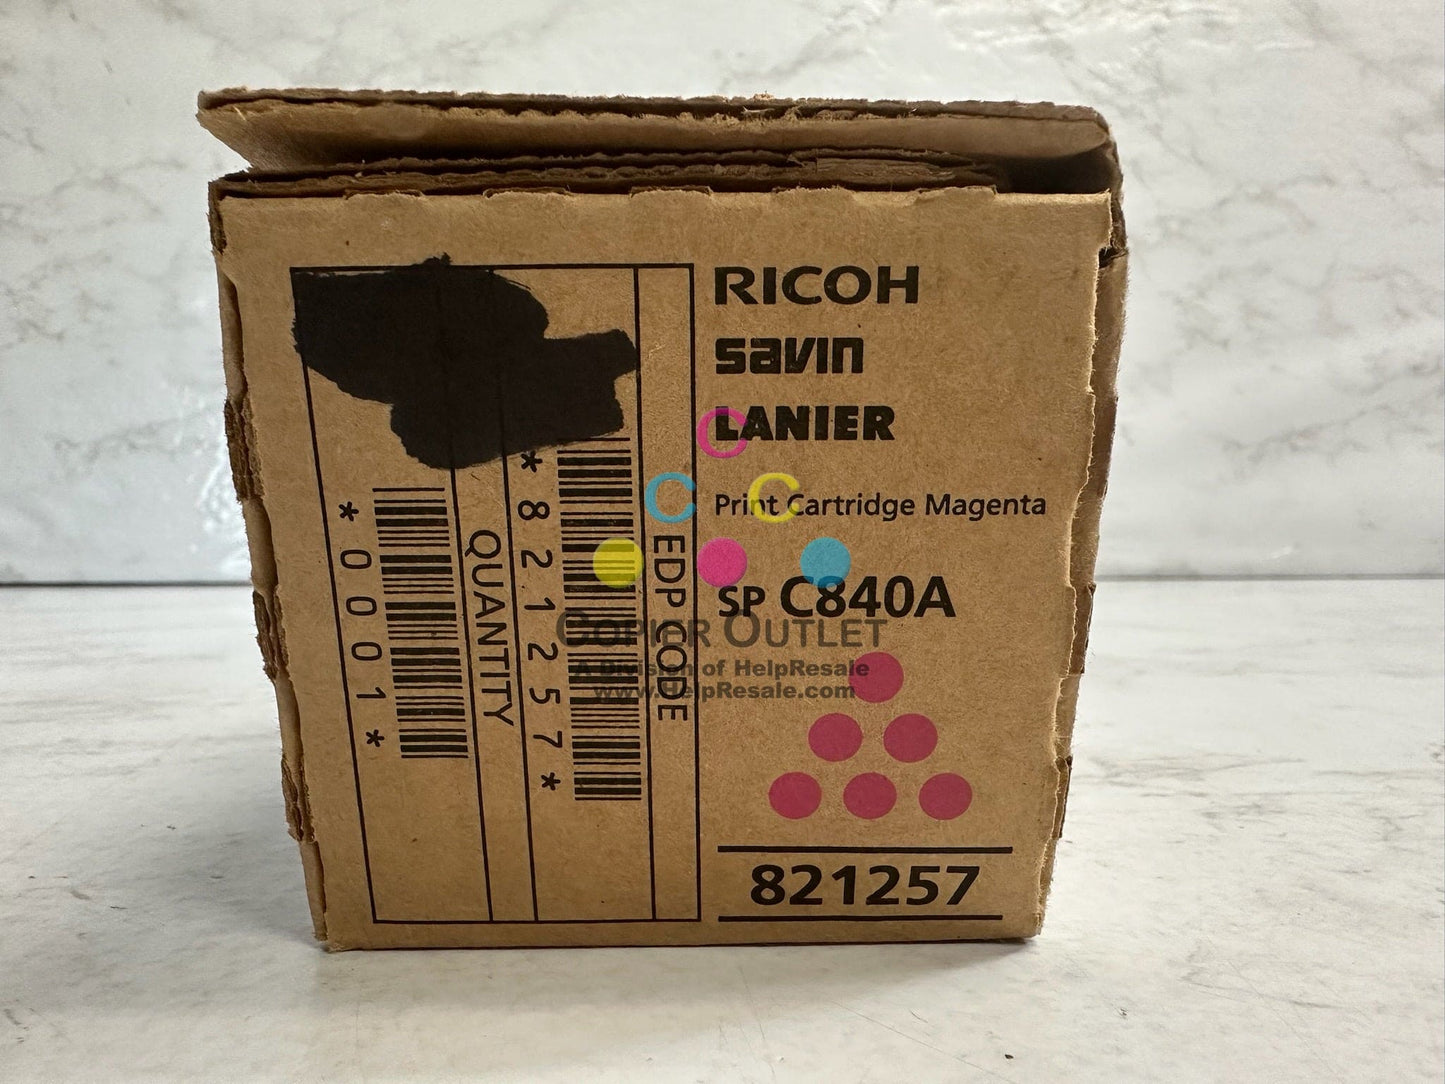 RICOH
savin
LANIER
Print Cartridge Magenta
SP C840A
821257
EDP CODE
*821257*
QUANTITY
*0001*
C
C C
COPIER OUTLET
A Division of HelpResale
www.HelpResale.com